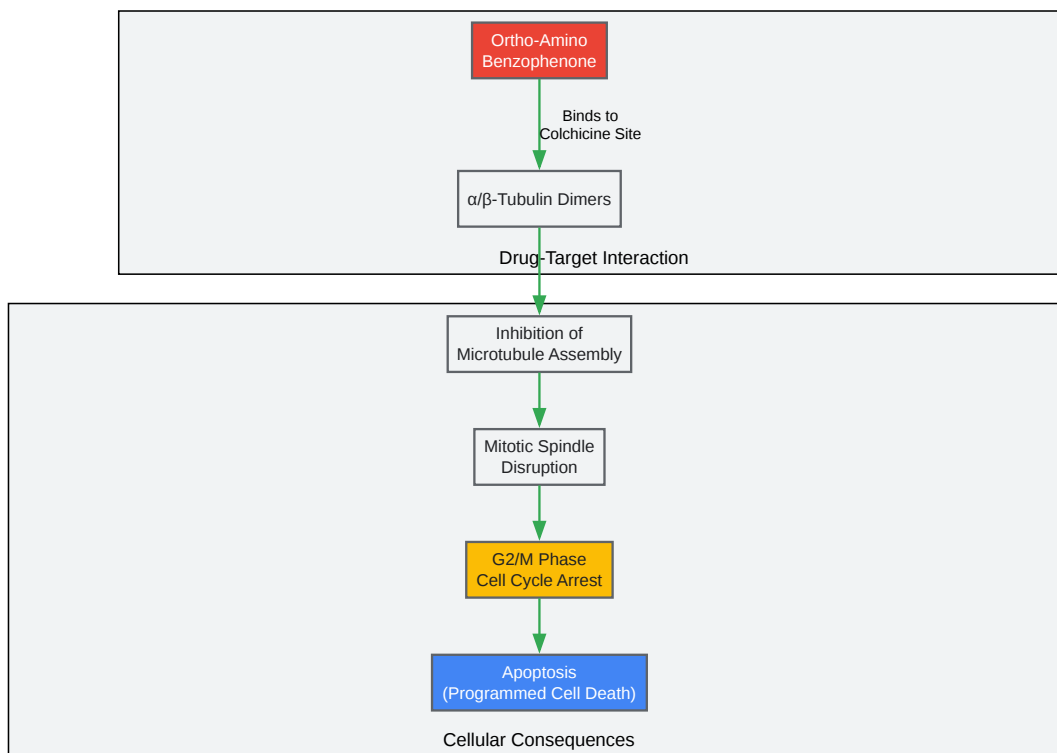 Ortho-Amino
Benzophenone
Binds to
Colchicine Site
α/β-Tubulin Dimers
Drug-Target Interaction
Inhibition of
Microtubule Assembly
Mitotic Spindle
Disruption
G2/M Phase
Cell Cycle Arrest
Apoptosis
(Programmed Cell Death)
Cellular Consequences